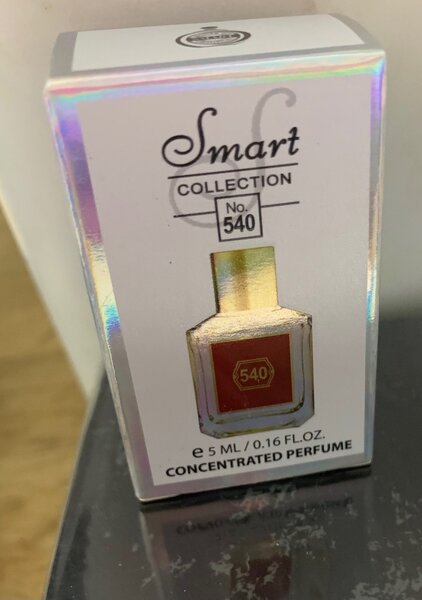 Smart
COLLECTION
No.
540
540
e 5 ML / 0.16 FL.OZ.
CONCENTRATED PERFUME